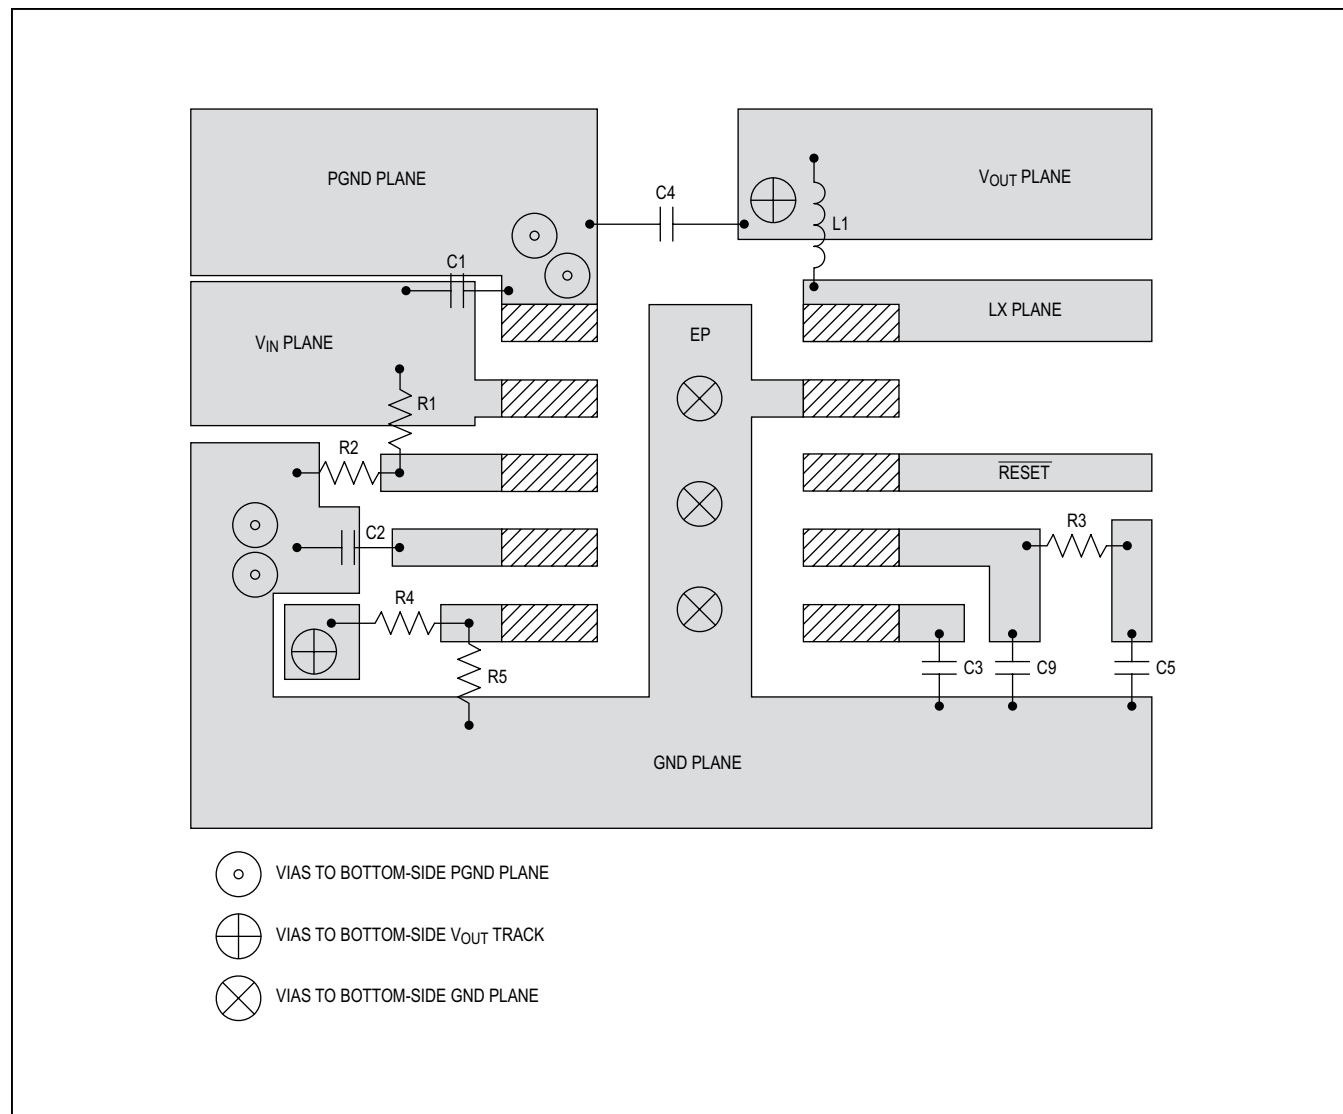 PGND PLANE
VOUT PLANE
C4
L1
C1
LX PLANE
VIN PLANE
EP
R1
R2
RESET
C2
R3
R4
R5
C3
C9
C5
GND PLANE
VIAS TO BOTTOM-SIDE PGND PLANE
VIAS TO BOTTOM-SIDE VOUT TRACK
VIAS TO BOTTOM-SIDE GND PLANE